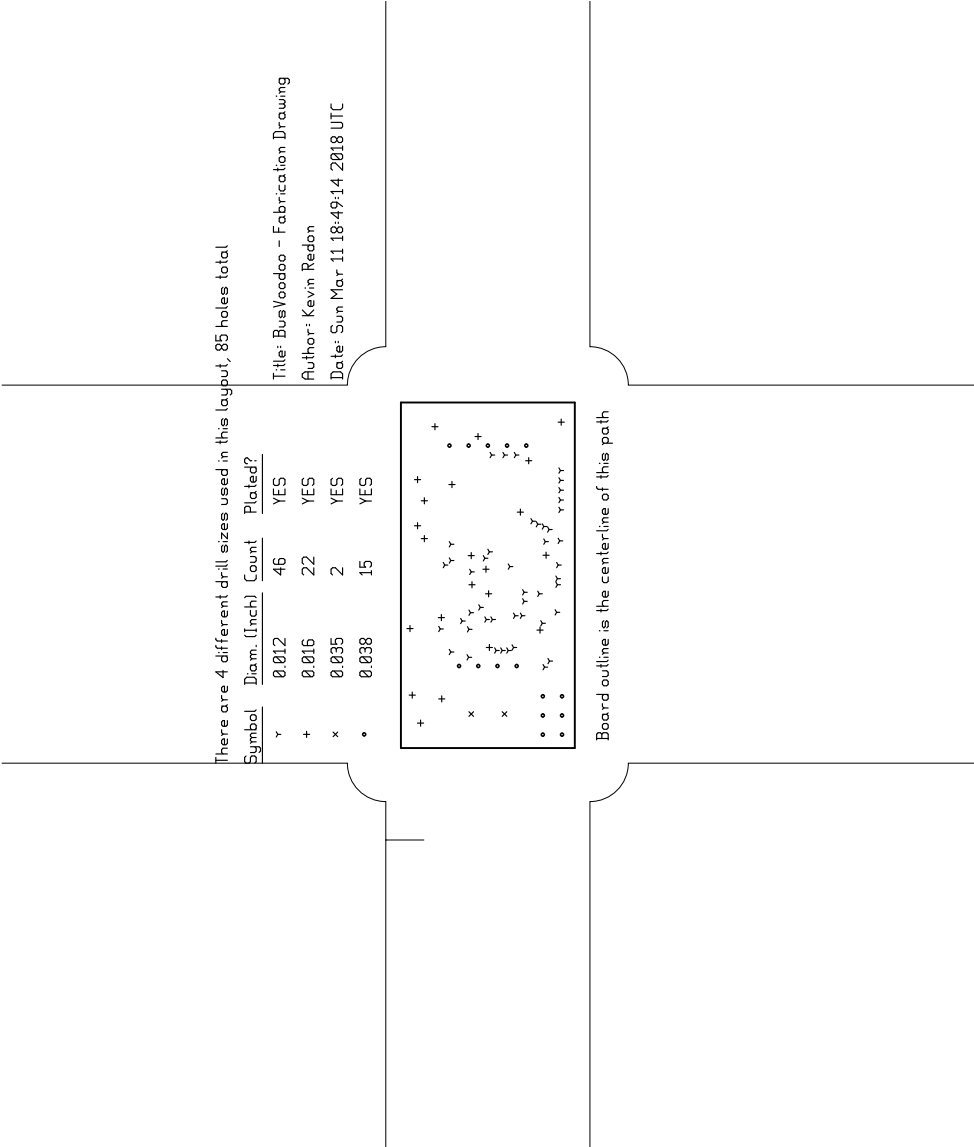 There are 4 different drill sizes used in this layout, 85 holes total
Symbol Diam. (Inch) Count Plated?
0.012 46 YES
0.016 22 YES
0.035 2 YES
0.038 15 YES
Title: BusVoodoo - Fabrication Drawing
Author: Kevin Redon
Date: Sun Mar 11 18:49:14 2018 UTC
Board outline is the centerline of this path